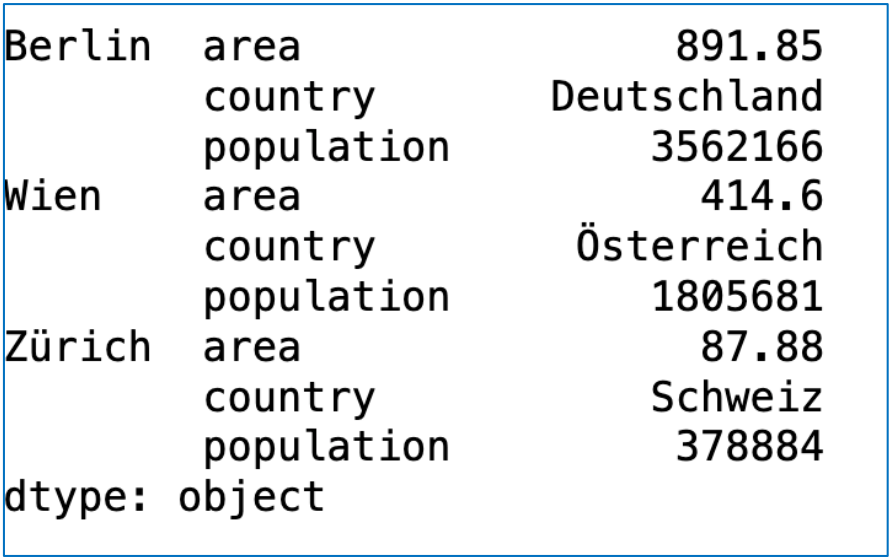 Berlin  area                  891.85
        country          Deutschland
        population           3562166
Wien    area                   414.6
        country           Österreich
        population           1805681
Zürich  area                   87.88
        country              Schweiz
        population            378884
dtype: object